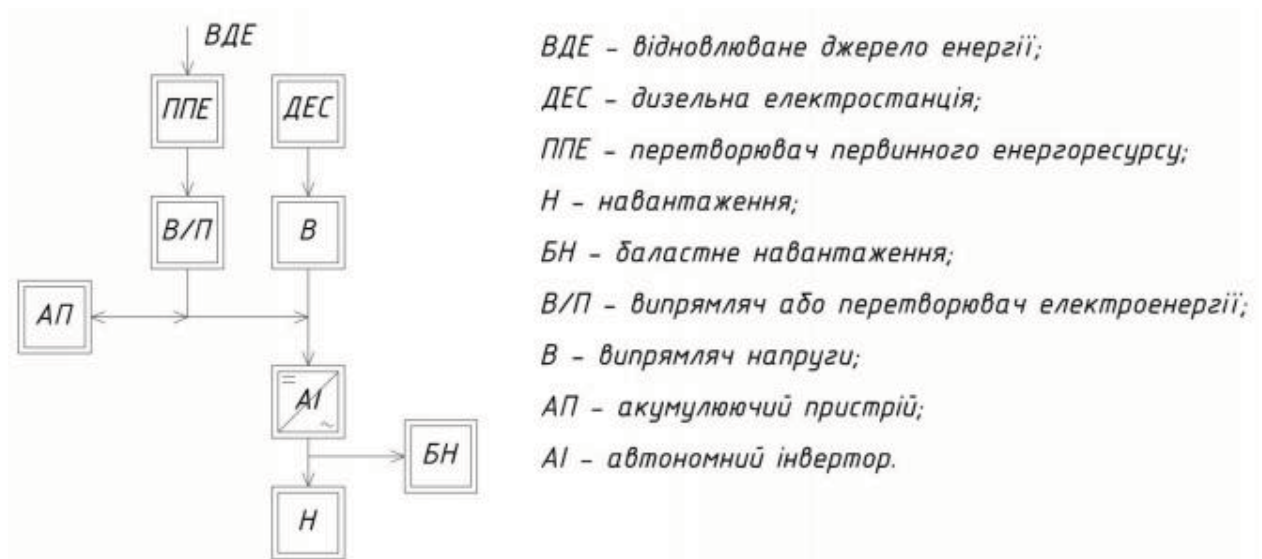 ВДЕ
ППЕ
ДЕС
В/П
В
АП
АІ
=
~
БН
Н
ВДЕ – відновлюване джерело енергії;
ДЕС – дизельна електростанція;
ППЕ – перетворювач первинного енергоресурсу;
Н – навантаження;
БН – баластне навантаження;
В/П – випрямляч або перетворювач електроенергії;
В – випрямляч напруги;
АП – акумулюючий пристрій;
АІ – автономний інвертор.